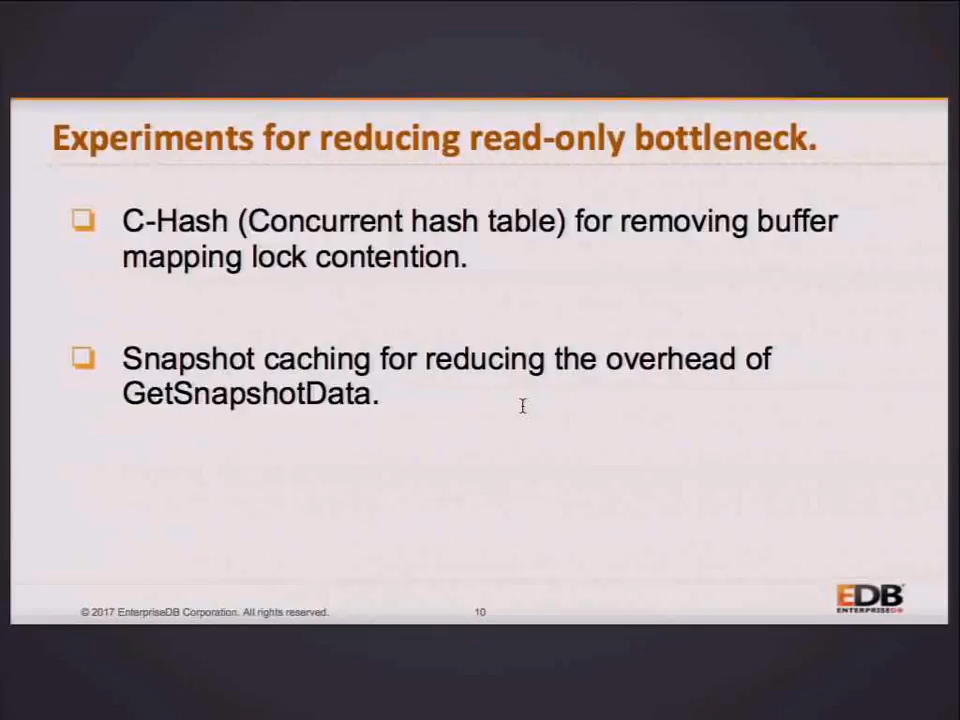 Experiments for reducing read-only bottleneck.
C-Hash (Concurrent hash table) for removing buffer
mapping lock contention.
Snapshot caching for reducing the overhead of
GetSnapshotData.
© 2017 EnterpriseDB Corporation. All rights reserved.
10
EDB
ENTERPRISEDB